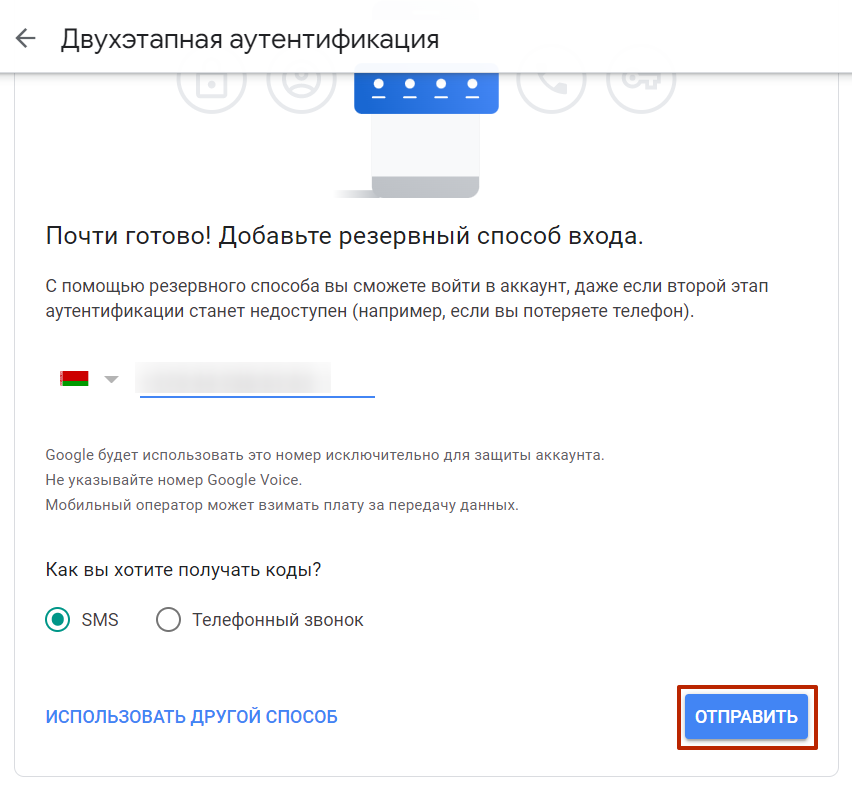 Двухэтапная аутентификация
Почти готово! Добавьте резервный способ входа.
С помощью резервного способа вы сможете войти в аккаунт, даже если второй этап
аутентификации станет недоступен (например, если вы потеряете телефон).
Google будет использовать это номер исключительно для защиты аккаунта.
Не указывайте номер Google Voice.
Мобильный оператор может взимать плату за передачу данных.
Как вы хотите получать коды?
SMS Телефонный звонок
ИСПОЛЬЗОВАТЬ ДРУГОЙ СПОСОБ ОТПРАВИТЬ